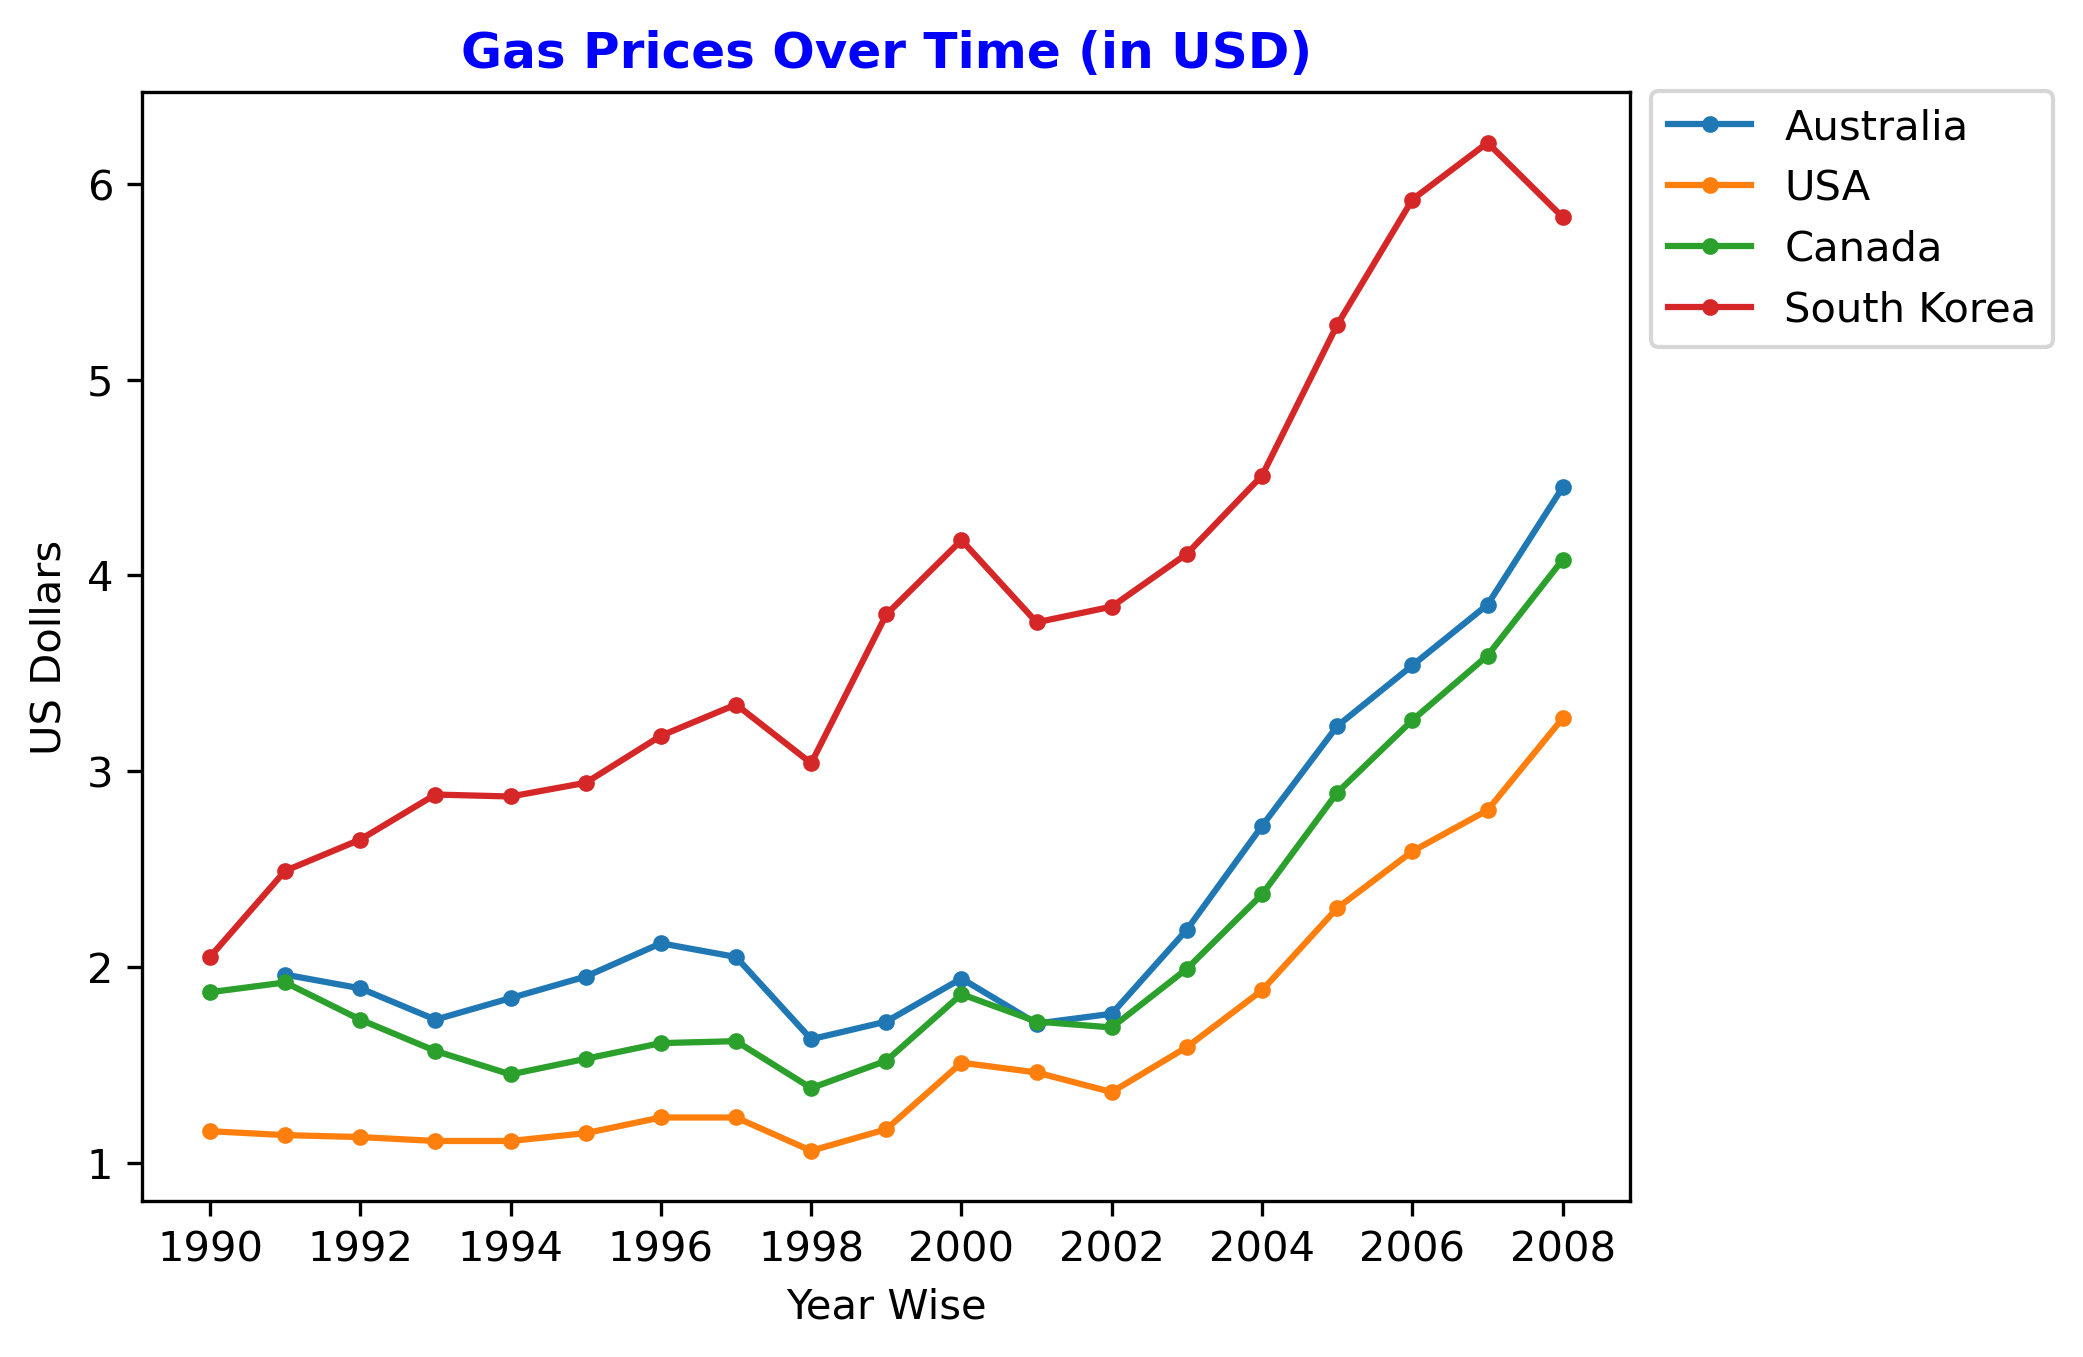 Gas Prices Over Time (in USD)
Australia
USA
Canada
South Korea
US Dollars
6
5
4
3
2
1
1990 1992 1994 1996 1998 2000 2002 2004 2006 2008
Year Wise